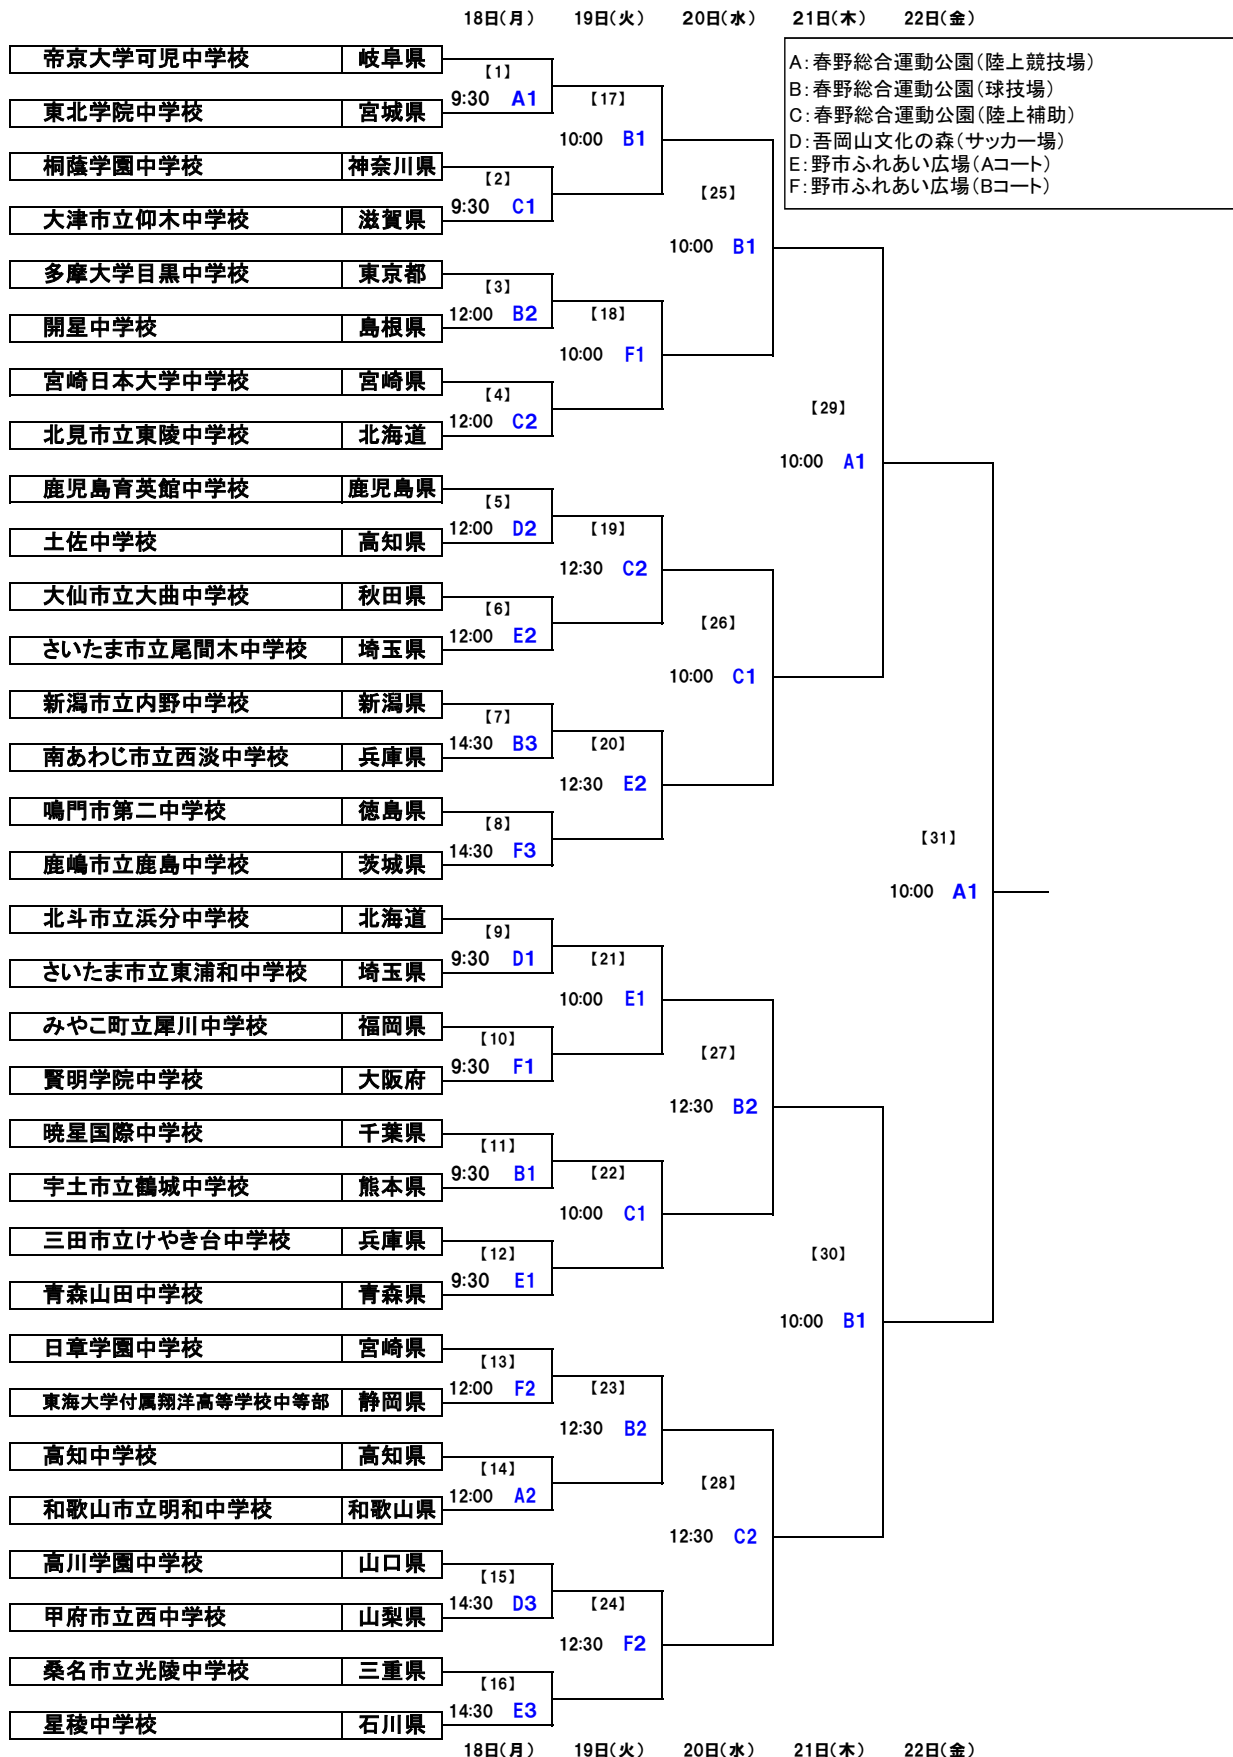 18日(月) 19日(火) 20日(水) 21日(木) 22日(金)
A:春野総合運動公園(陸上競技場)
B:春野総合運動公園(球技場)
C:春野総合運動公園(陸上補助)
D:吾岡山文化の森(サッカー場)
E:野市ふれあい広場(Aコート)
F:野市ふれあい広場(Bコート)
帝京大学可児中学校 岐阜県
【1】
9:30 A1
【17】
東北学院中学校 宮城県
10:00 B1
桐蔭学園中学校 神奈川県
【2】
【25】
9:30 C1
大津市立仰木中学校 滋賀県
10:00 B1
多摩大学目黒中学校 東京都
【3】
12:00 B2
【18】
開星中学校 島根県
10:00 F1
宮崎日本大学中学校 宮崎県
【4】
【29】
12:00 C2
北見市立東陵中学校 北海道
10:00 A1
鹿児島育英館中学校 鹿児島県
【5】
12:00 D2
【19】
土佐中学校 高知県
12:30 C2
大仙市立大曲中学校 秋田県
【6】
【26】
12:00 E2
さいたま市立尾間木中学校 埼玉県
10:00 C1
新潟市立内野中学校 新潟県
【7】
14:30 B3
【20】
南あわじ市立西淡中学校 兵庫県
12:30 E2
鳴門市第二中学校 徳島県
【8】
【31】
14:30 F3
鹿嶋市立鹿島中学校 茨城県
10:00 A1
北斗市立浜分中学校 北海道
【9】
9:30 D1
【21】
さいたま市立東浦和中学校 埼玉県
10:00 E1
みやこ町立犀川中学校 福岡県
【10】
【27】
9:30 F1
賢明学院中学校 大阪府
12:30 B2
暁星国際中学校 千葉県
【11】
9:30 B1
【22】
宇土市立鶴城中学校 熊本県
10:00 C1
三田市立けやき台中学校 兵庫県
【12】
【30】
9:30 E1
青森山田中学校 青森県
10:00 B1
日章学園中学校 宮崎県
【13】
12:00 F2
【23】
東海大学付属翔洋高等学校中等部 静岡県
12:30 B2
高知中学校 高知県
【14】
【28】
12:00 A2
和歌山市立明和中学校 和歌山県
12:30 C2
高川学園中学校 山口県
【15】
14:30 D3
【24】
甲府市立西中学校 山梨県
12:30 F2
桑名市立光陵中学校 三重県
【16】
14:30 E3
星稜中学校 石川県
18日(月) 19日(火) 20日(水) 21日(木) 22日(金)